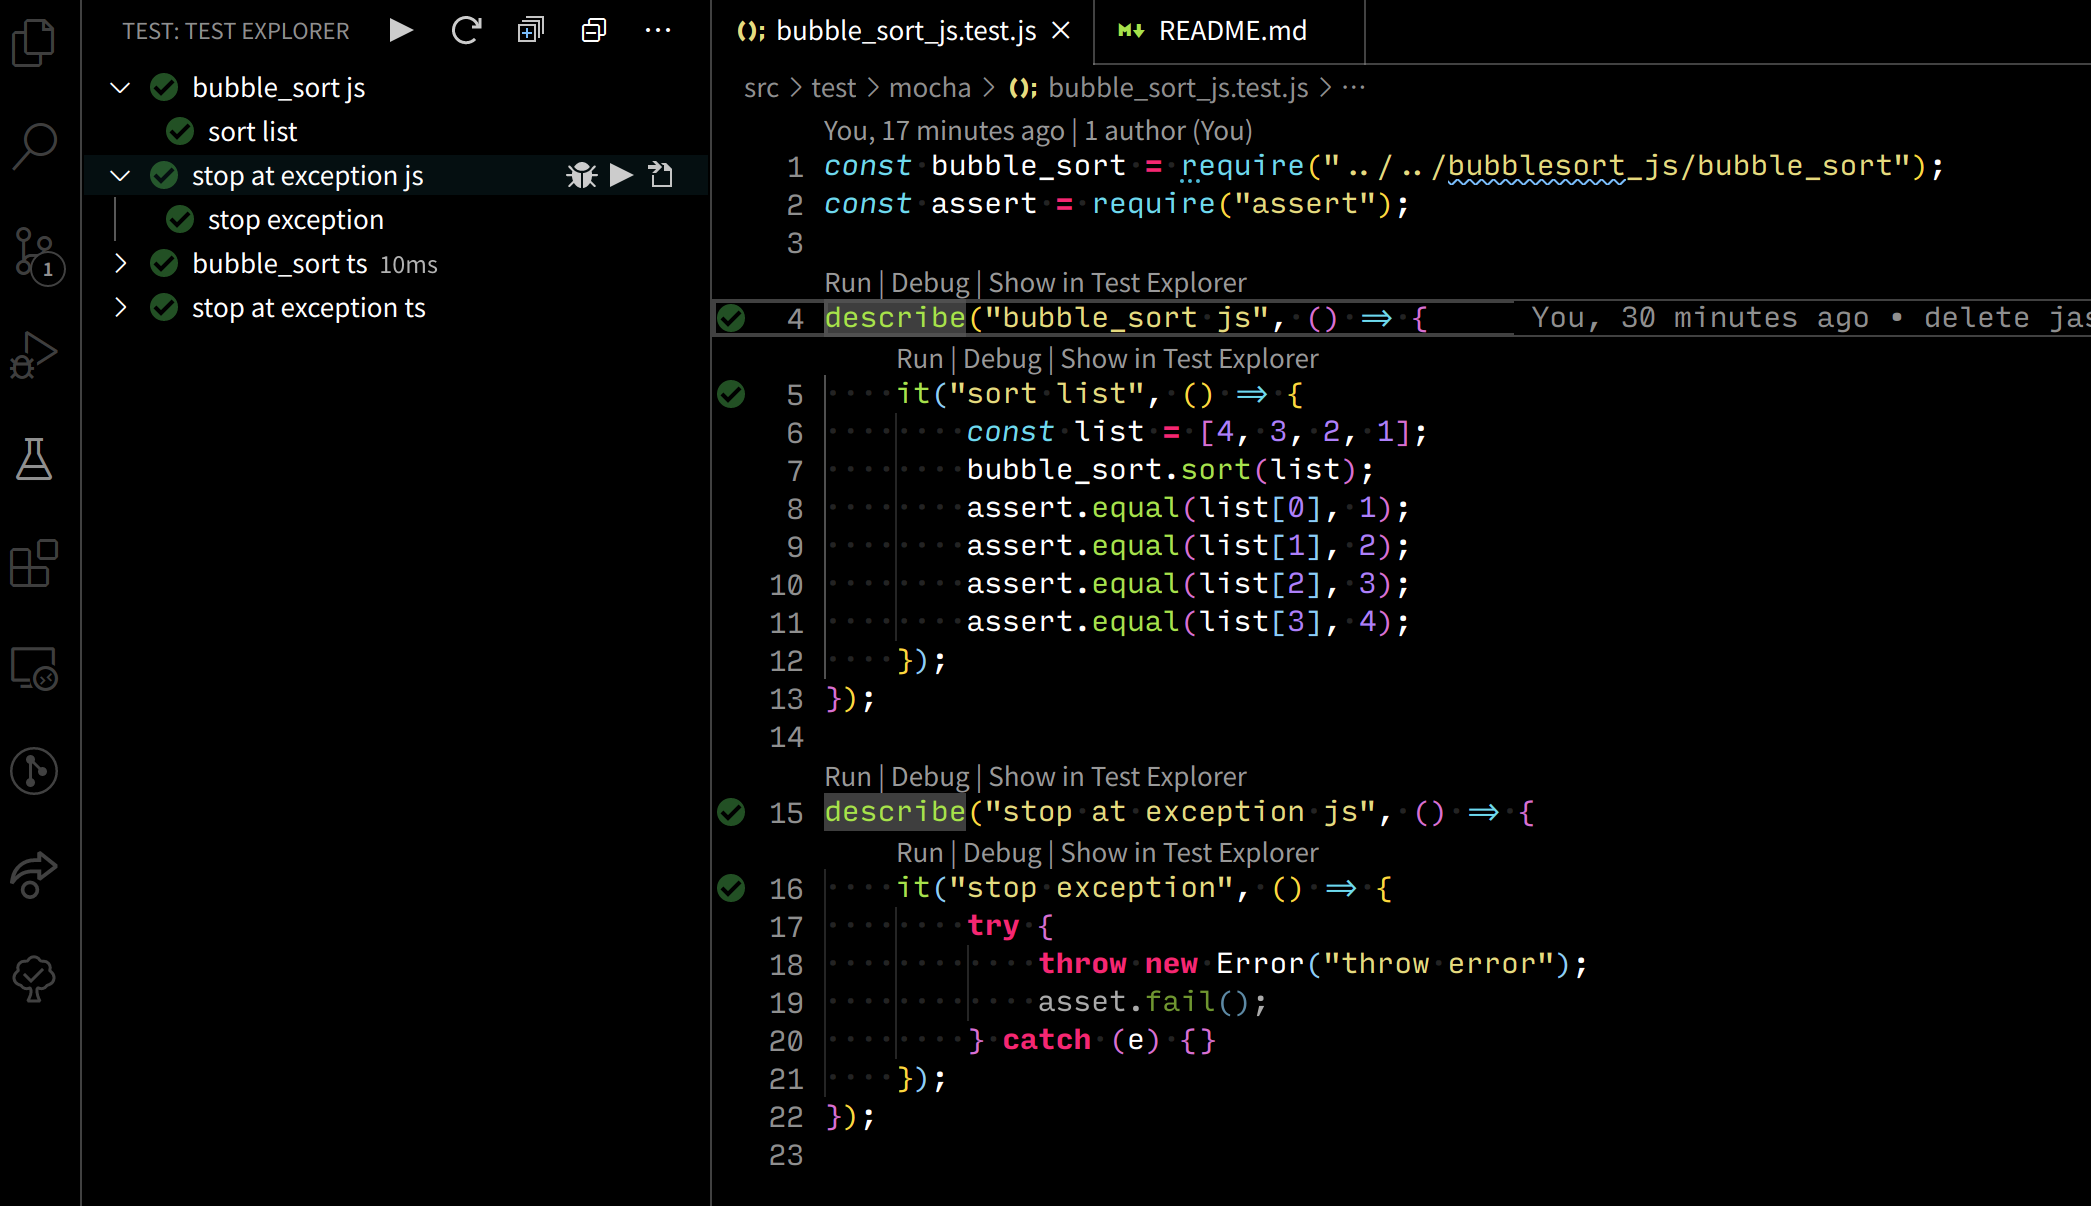 TEST: TEST EXPLORER
bubble_sort js
sort list
stop at exception js
stop exception
bubble_sort ts 10ms
stop at exception ts
1
bubble_sort_js.test.js
README.md
src > test > mocha > (); bubble_sort_js.test.js > ...
You, 17 minutes ago | 1 author (You)
1 const bubble_sort = require("../../bubblesort_js/bubble_sort");
2 const assert = require("assert");
3
Run | Debug | Show in Test Explorer
4 describe("bubble_sort js", () => { You, 30 minutes ago • delete jas
Run | Debug | Show in Test Explorer
5 it("sort list", () => {
6 const list = [4, 3, 2, 1];
7 bubble_sort.sort(list);
8 assert.equal(list[0], 1);
9 assert.equal(list[1], 2);
10 assert.equal(list[2], 3);
11 assert.equal(list[3], 4);
12 });
13 });
14
Run | Debug | Show in Test Explorer
15 describe("stop at exception js", () => {
Run | Debug | Show in Test Explorer
16 it("stop exception", () => {
17 try {
18 throw new Error("throw error");
19 asset.fail();
20 } catch (e) {}
21 });
22 });
23